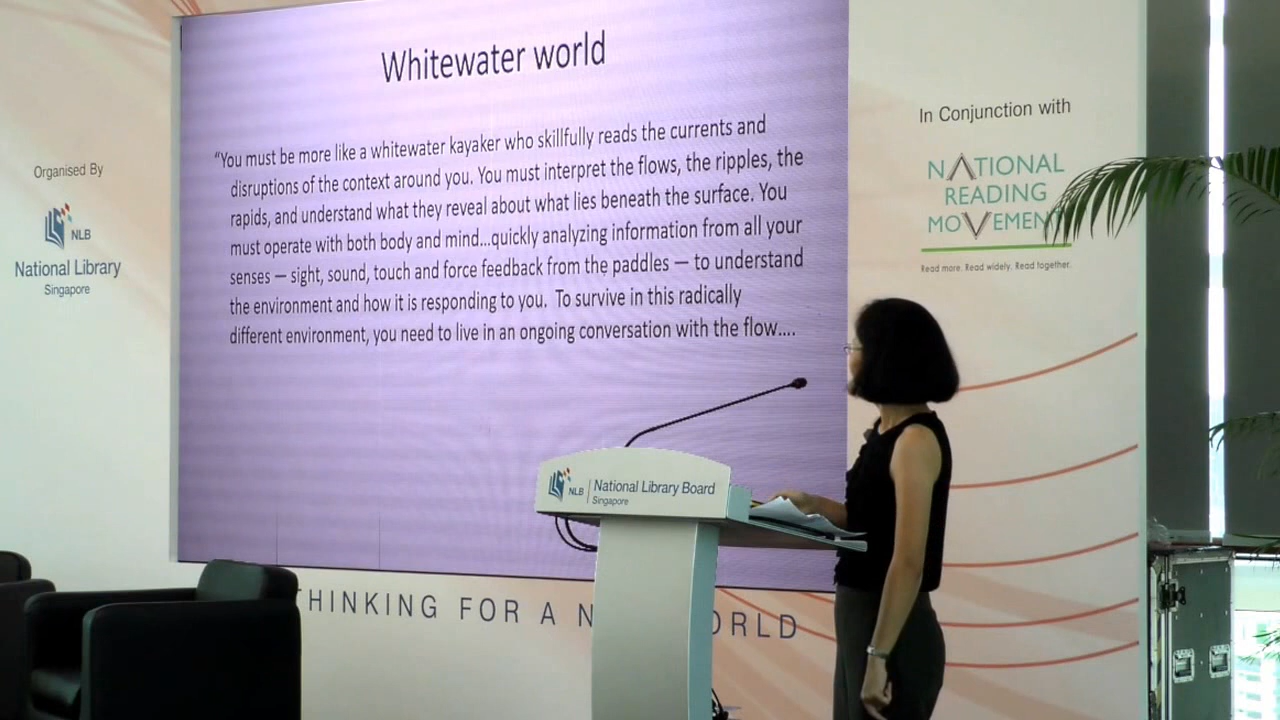 Whitewater world
“You must be more like a whitewater kayaker who skillfully reads the currents and
disruptions of the context around you. You must interpret the flows, the ripples, the
rapids, and understand what they reveal about what lies beneath the surface. You
must operate with both body and mind...quickly analyzing information from all your
senses — sight, sound, touch and force feedback from the paddles — to understand
the environment and how it is responding to you.  To survive in this radically
different environment, you need to live in an ongoing conversation with the flow....
Organised By
NLB
National Library
Singapore
In Conjunction with
NATIONAL
READING
MOVEMENT
Read more. Read widely. Read together.
NLB
National Library Board
Singapore
HINKING FOR A N ORLD